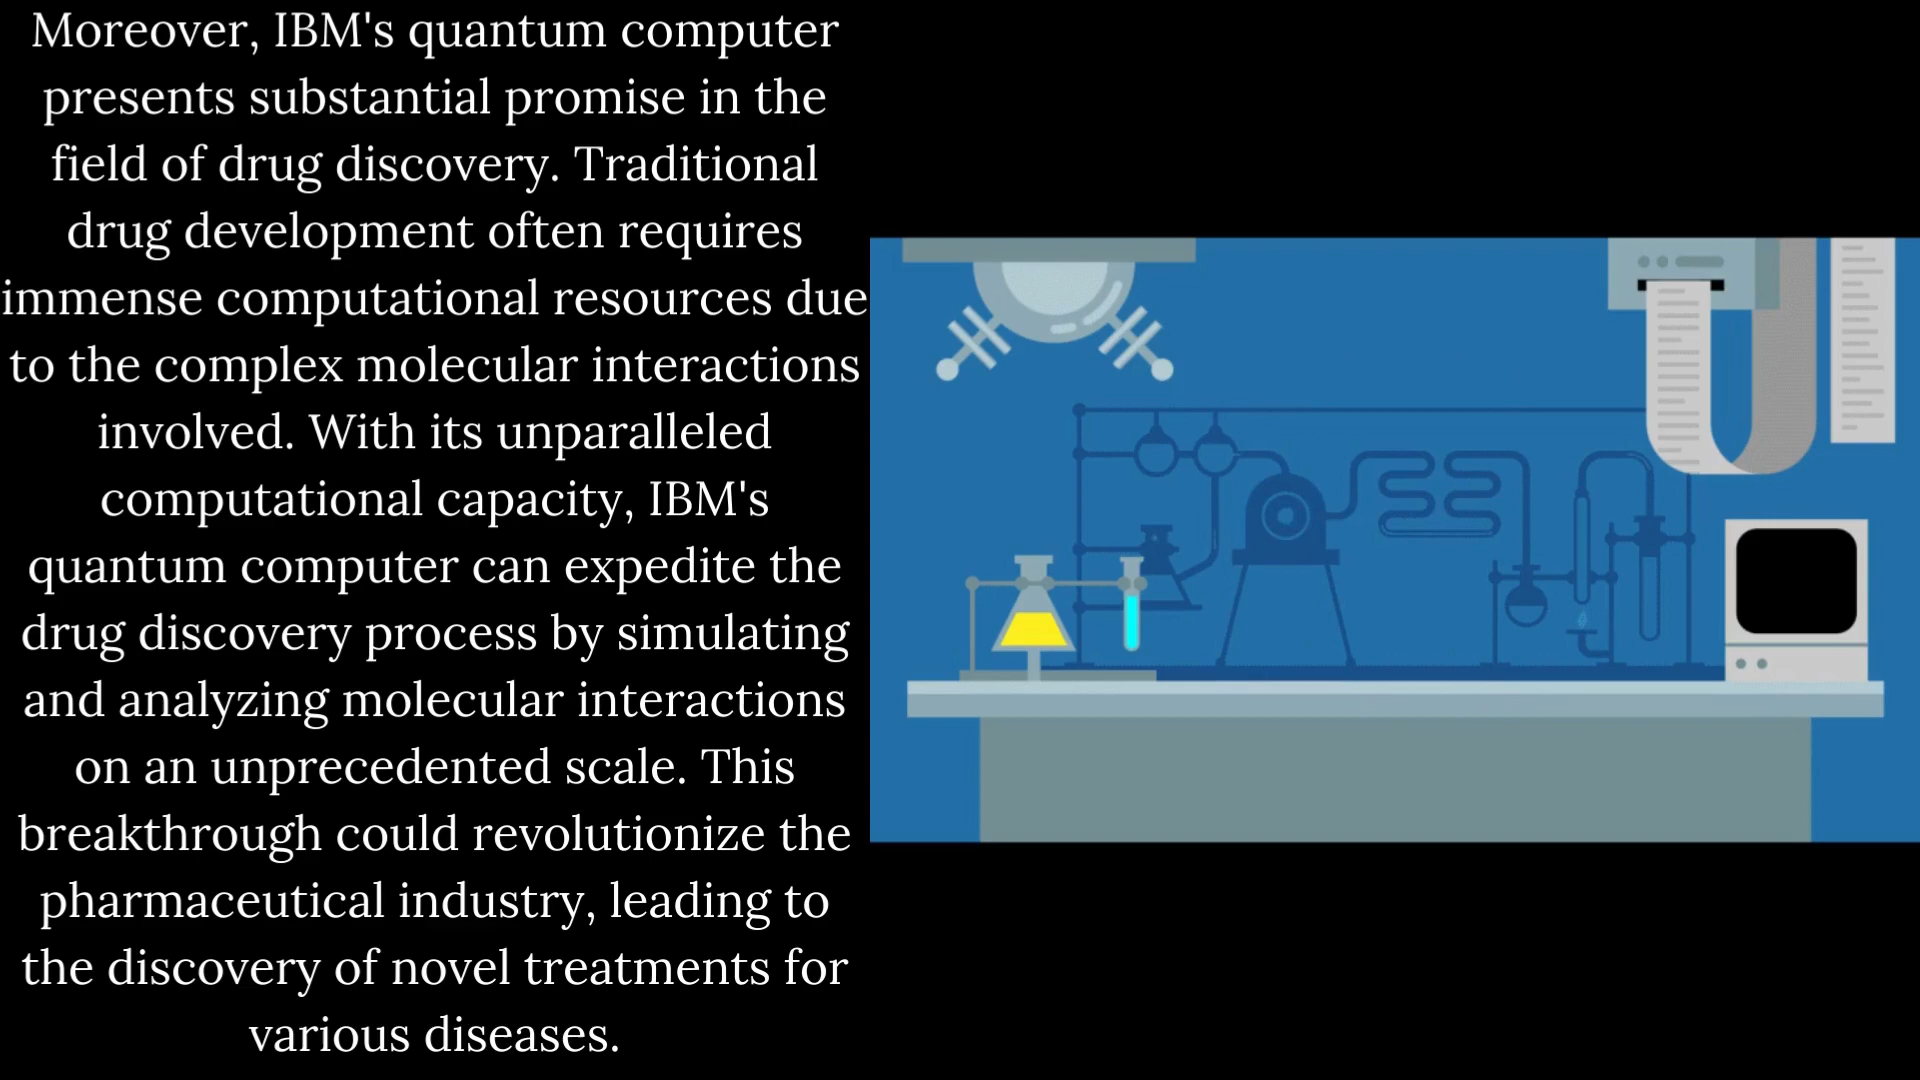 Moreover, IBM's quantum computer
presents substantial promise in the
field of drug discovery. Traditional
drug development often requires
immense computational resources due
to the complex molecular interactions
involved. With its unparalleled
computational capacity, IBM's
quantum computer can expedite the
drug discovery process by simulating
and analyzing molecular interactions
on an unprecedented scale. This
breakthrough could revolutionize the
pharmaceutical industry, leading to
the discovery of novel treatments for
various diseases.